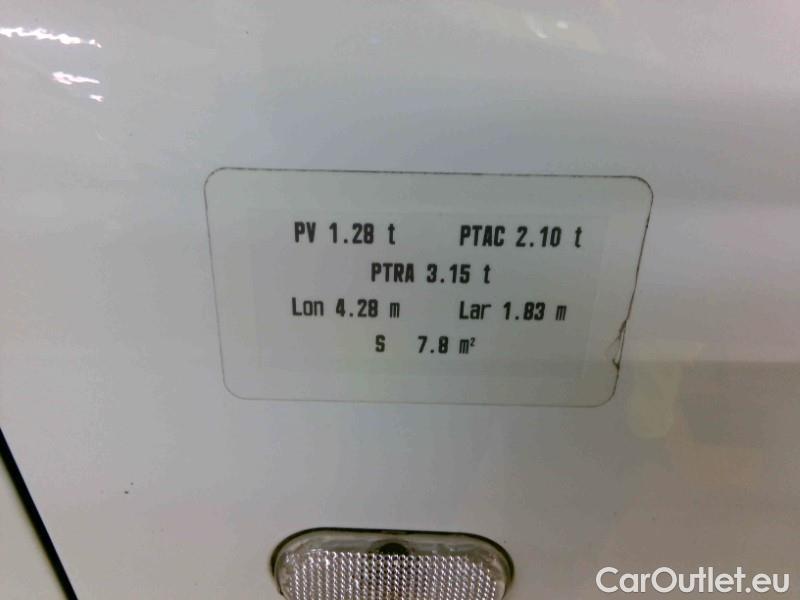 PV 1.28 t PTAC 2.10 t
PTRA 3.15 t
Lon 4.28 m Lar 1.83 m
S 7.8 m²
CarOutlet.eu